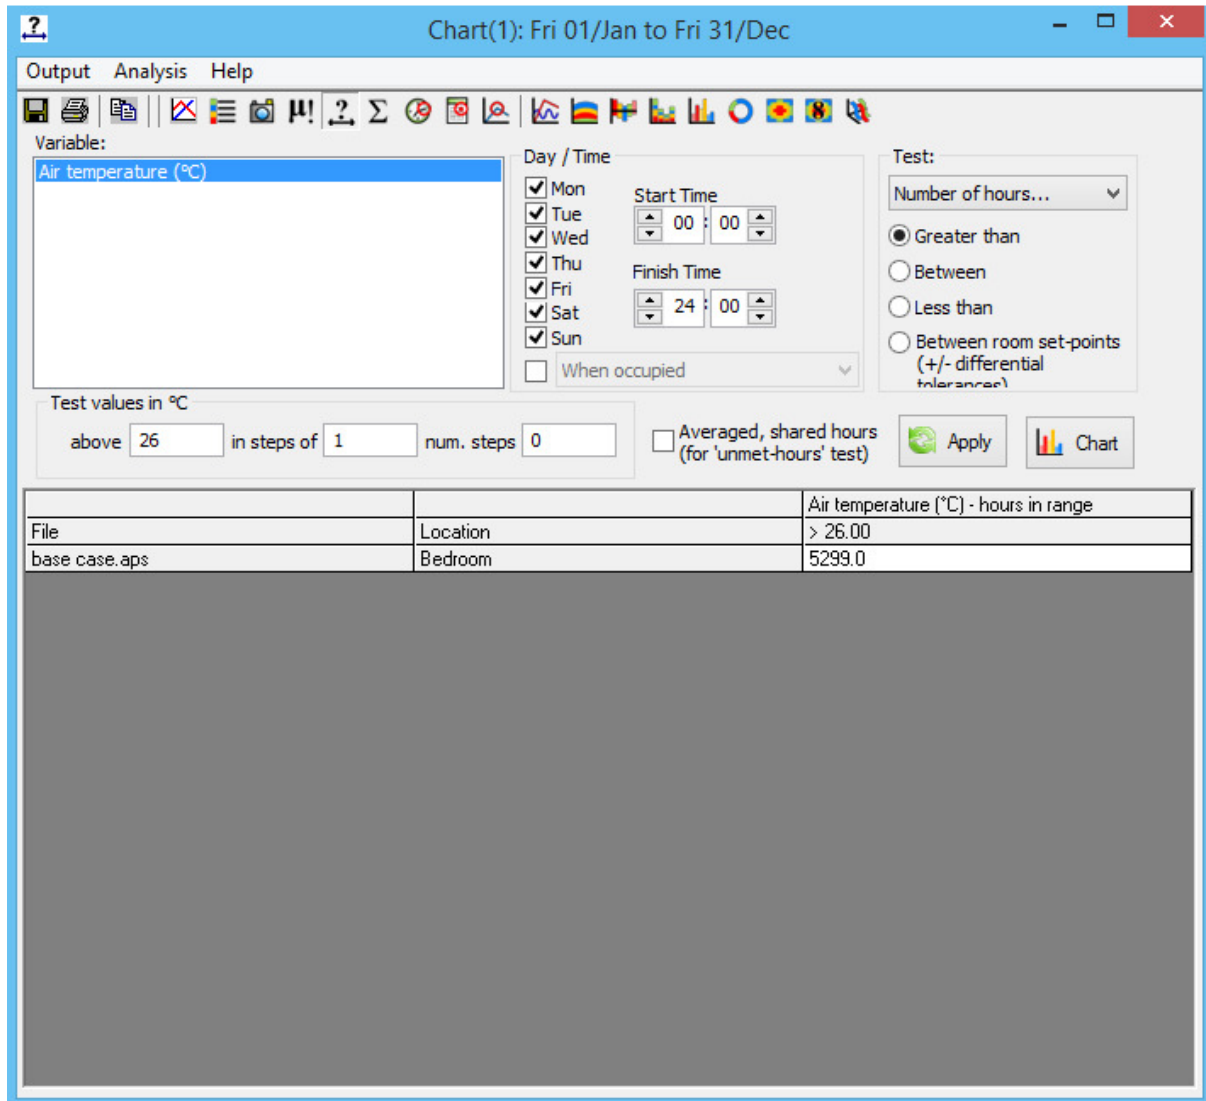 Chart(1): Fri 01/Jan to Fri 31/Dec
Output Analysis Help
Variable:
Air temperature (°C)
Day / Time
Mon
Tue
Wed
Thu
Fri
Sat
Sun
Start Time
00 : 00
Finish Time
24 : 00
When occupied
Test:
Number of hours...
Greater than
Between
Less than
Between room set-points
(+/- differential
tolerances)
Test values in °C
above 26 in steps of 1 num. steps 0
Averaged, shared hours
(for 'unmet-hours' test)
Apply
Chart
Air temperature (°C) - hours in range
File Location > 26.00
base case.aps Bedroom 5299.0